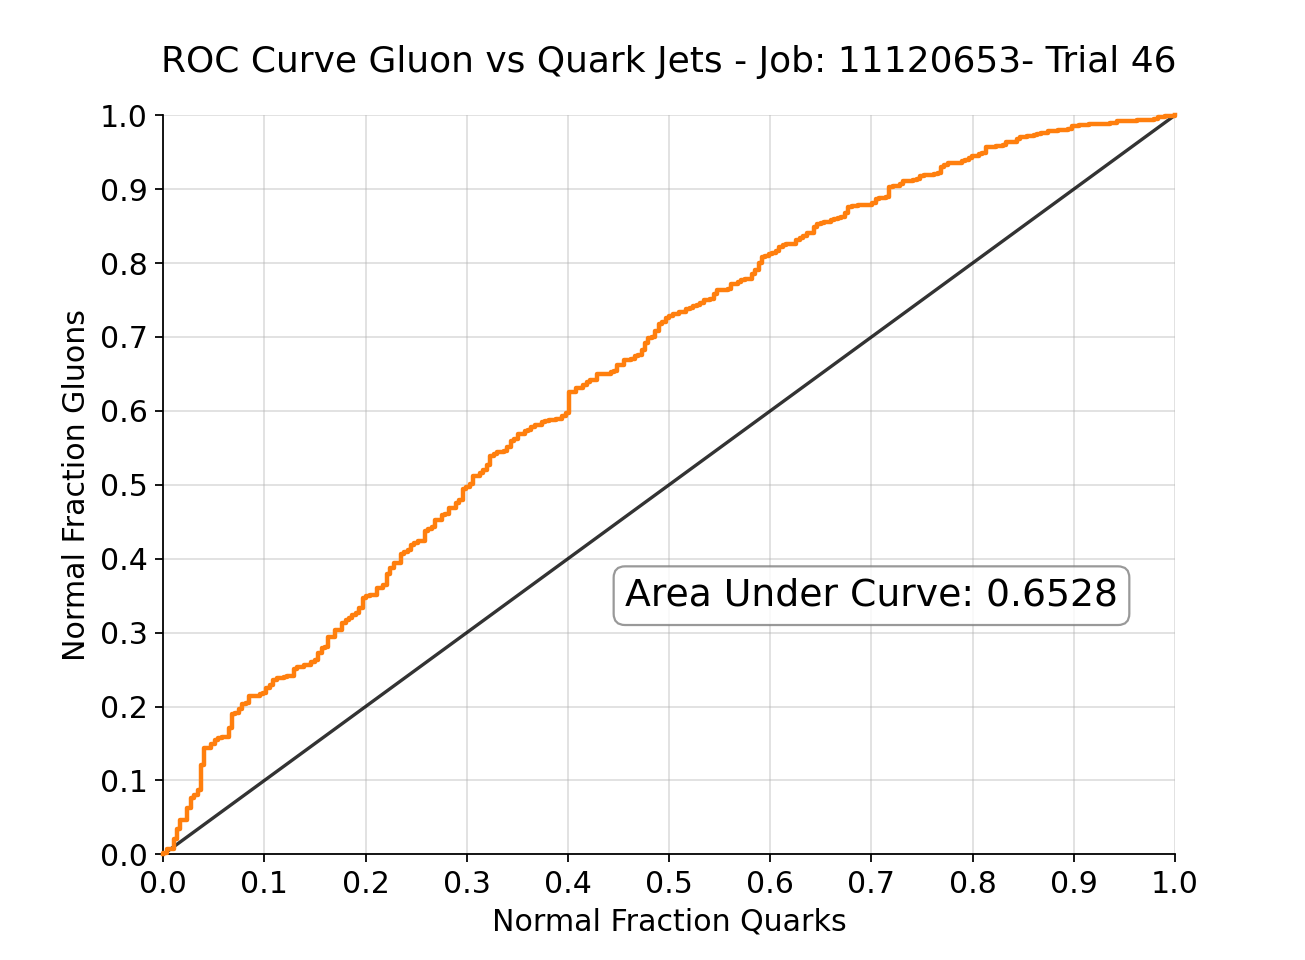 ROC Curve Gluon vs Quark Jets - Job: 11120653- Trial 46
1.0
0.9
0.8
0.7
0.6
0.5
0.4
0.3
0.2
0.1
0.0
Normal Fraction Gluons
Area Under Curve: 0.6528
0.0 0.1 0.2 0.3 0.4 0.5 0.6 0.7 0.8 0.9 1.0
Normal Fraction Quarks